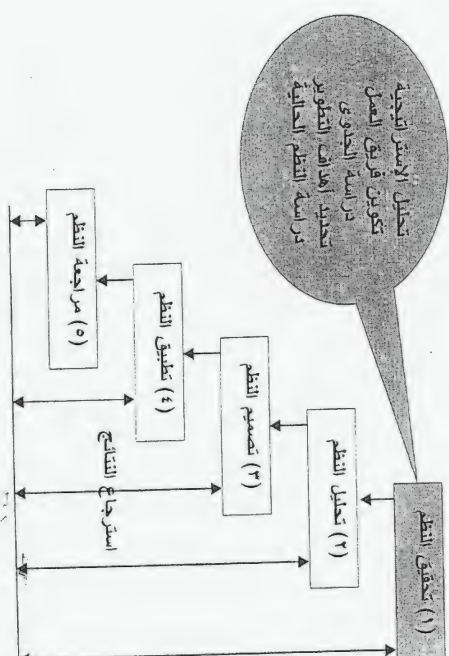 تحليل الاستراتيجية
تكوين فريق العمل
دراسة الجدوى
تحديد أهداف التطوير
دراسة النظم الحالية
(١) تحقيق النظم
(٢) تحليل النظم
(٣) تصميم النظم
(٤) تطبيق النظم
(٥) مراجعة النظم
استرجاع النتائج